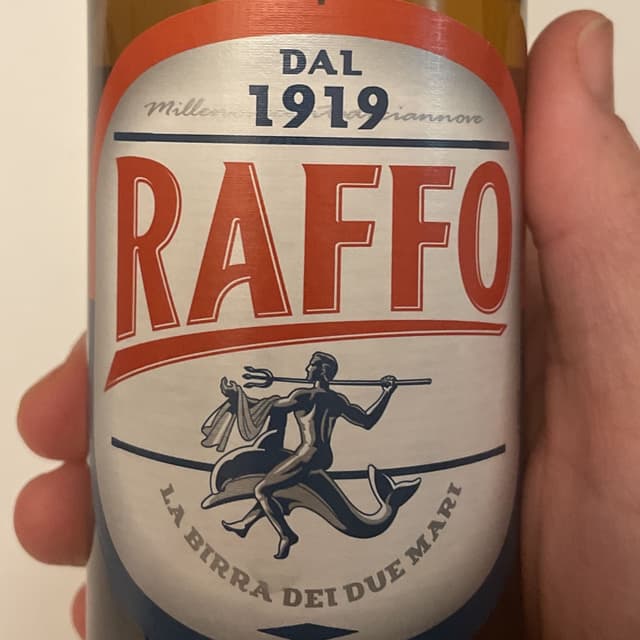 DAL
1919
RAFFO
LA BIRRA DEI DUE MARI